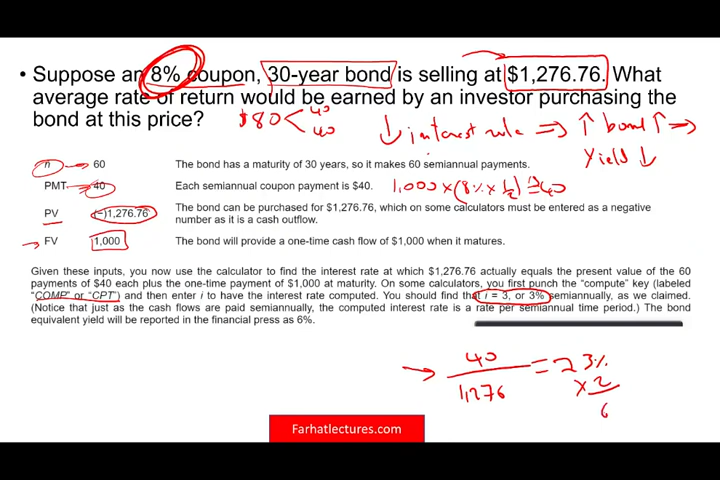 • Suppose an 8% coupon, 30-year bond is selling at $1,276.76. What
average rate of return would be earned by an investor purchasing the
bond at this price?
$80 < 40
40
↓ interest rate ⇒ ↑ bond ↑ ⇒
Yield ↓
n 60 The bond has a maturity of 30 years, so it makes 60 semiannual payments.
PMT 40 Each semiannual coupon payment is $40.
1,000 × (8% × 1/2) = 40
PV (−)1,276.76 The bond can be purchased for $1,276.76, which on some calculators must be entered as a negative
number as it is a cash outflow.
FV 1,000 The bond will provide a one-time cash flow of $1,000 when it matures.
Given these inputs, you now use the calculator to find the interest rate at which $1,276.76 actually equals the present value of the 60
payments of $40 each plus the one-time payment of $1,000 at maturity. On some calculators, you first punch the “compute” key (labeled
“COMP” or “CPT”) and then enter i to have the interest rate computed. You should find that i = 3, or 3% semiannually, as we claimed.
(Notice that just as the cash flows are paid semiannually, the computed interest rate is a rate per semiannual time period.) The bond
equivalent yield will be reported in the financial press as 6%.
40
1,276
= 3%
×2
6
Farhatlectures.com